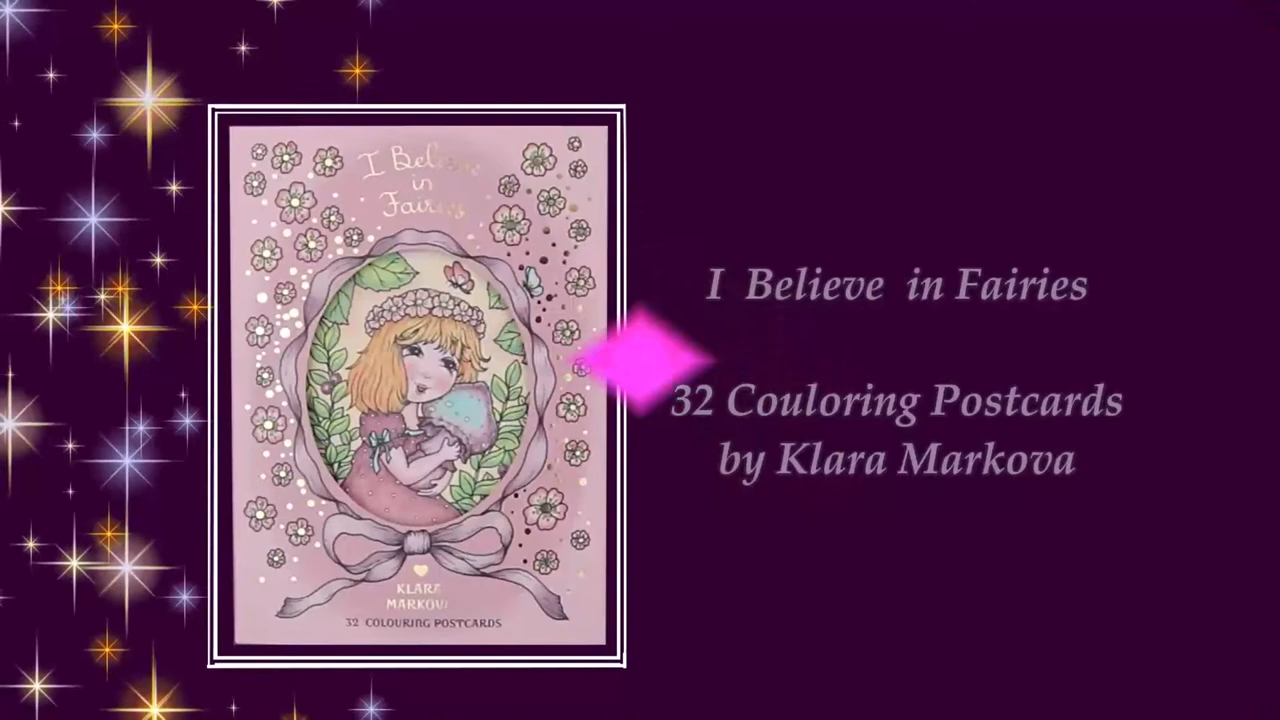 I Believe
in
Fairies
KLARA
MARKOVA
32 COLOURING POSTCARDS
I Believe in Fairies
32 Couloring Postcards
by Klara Markova